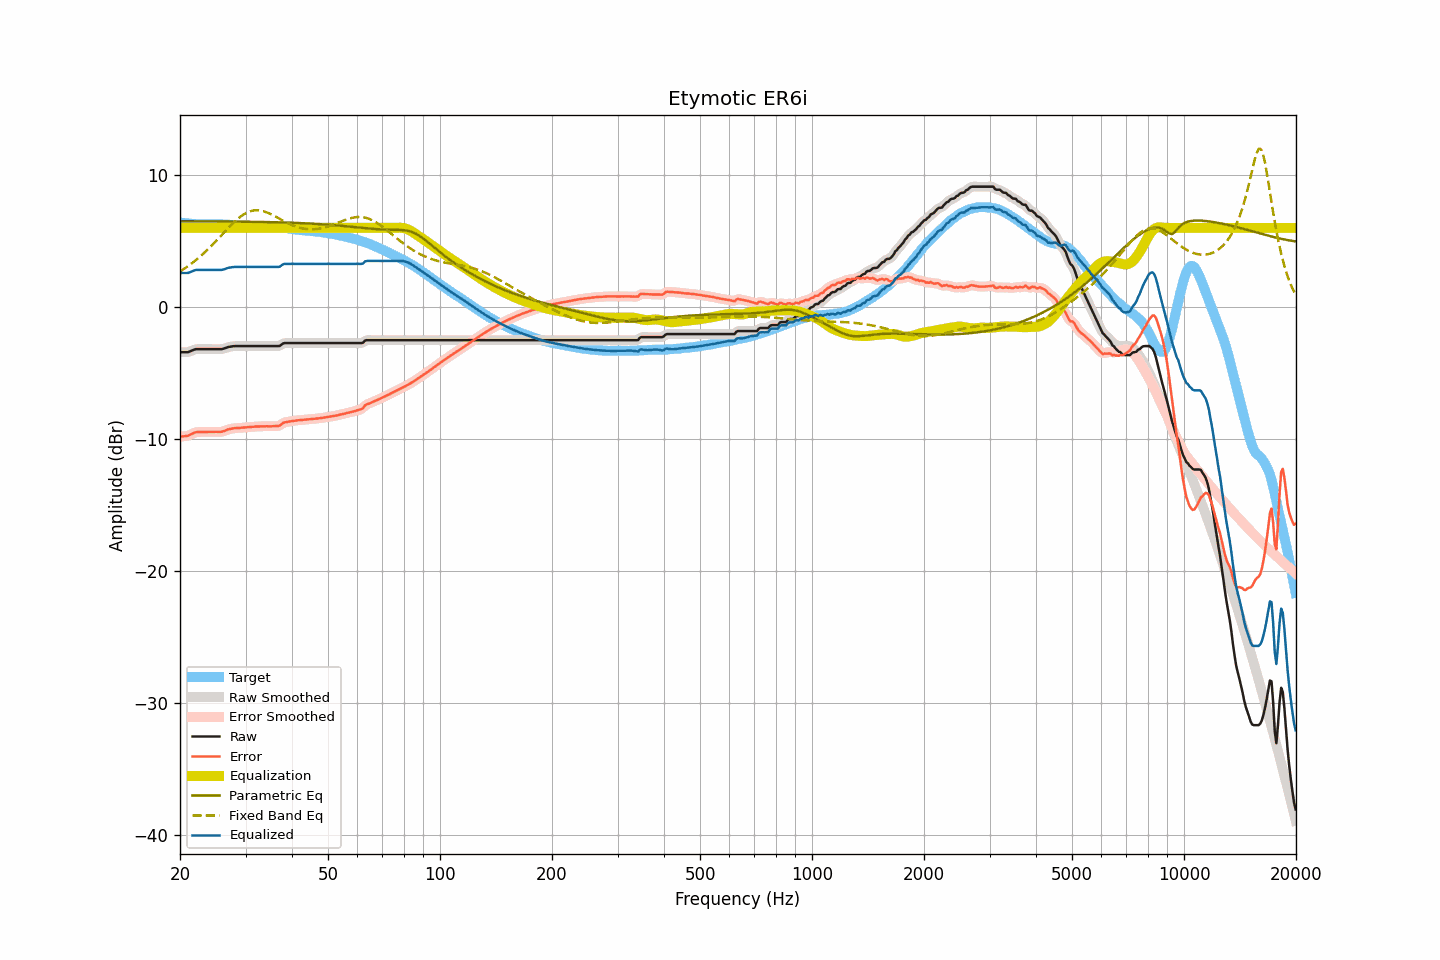 Etymotic ER6i
Amplitude (dBr)
10
0
−10
−20
−30
−40
Target
Raw Smoothed
Error Smoothed
Raw
Error
Equalization
Parametric Eq
Fixed Band Eq
Equalized
20 50 100 200 500 1000 2000 5000 10000 20000
Frequency (Hz)